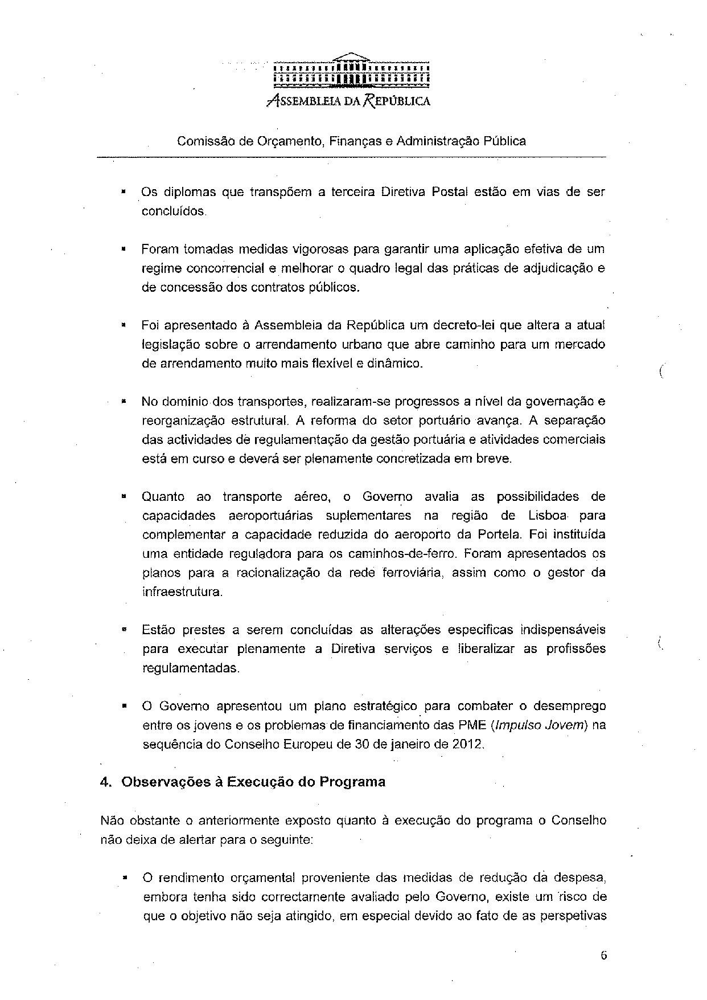 ASSEMBLEIA DA REPÚBLICA
Comissão de Orçamento, Finanças e Administração Pública
▪ Os diplomas que transpõem a terceira Diretiva Postal estão em vias de ser
concluídos.
▪ Foram tomadas medidas vigorosas para garantir uma aplicação efetiva de um
regime concorrencial e melhorar o quadro legal das práticas de adjudicação e
de concessão dos contratos públicos.
▪ Foi apresentado à Assembleia da República um decreto-lei que altera a atual
legislação sobre o arrendamento urbano que abre caminho para um mercado
de arrendamento muito mais flexível e dinâmico.
▪ No domínio dos transportes, realizaram-se progressos a nível da governação e
reorganização estrutural. A reforma do setor portuário avança. A separação
das actividades de regulamentação da gestão portuária e atividades comerciais
está em curso e deverá ser plenamente concretizada em breve.
▪ Quanto ao transporte aéreo, o Governo avalia as possibilidades de
capacidades aeroportuárias suplementares na região de Lisboa para
complementar a capacidade reduzida do aeroporto da Portela. Foi instituída
uma entidade reguladora para os caminhos-de-ferro. Foram apresentados os
planos para a racionalização da rede ferroviária, assim como o gestor da
infraestrutura.
▪ Estão prestes a serem concluídas as alterações especificas indispensáveis
para executar plenamente a Diretiva serviços e liberalizar as profissões
regulamentadas.
▪ O Governo apresentou um plano estratégico para combater o desemprego
entre os jovens e os problemas de financiamento das PME (Impulso Jovem) na
sequência do Conselho Europeu de 30 de janeiro de 2012.
4. Observações à Execução do Programa
Não obstante o anteriormente exposto quanto à execução do programa o Conselho
não deixa de alertar para o seguinte:
▪ O rendimento orçamental proveniente das medidas de redução da despesa,
embora tenha sido correctamente avaliado pelo Governo, existe um risco de
que o objetivo não seja atingido, em especial devido ao fato de as perspetivas
6